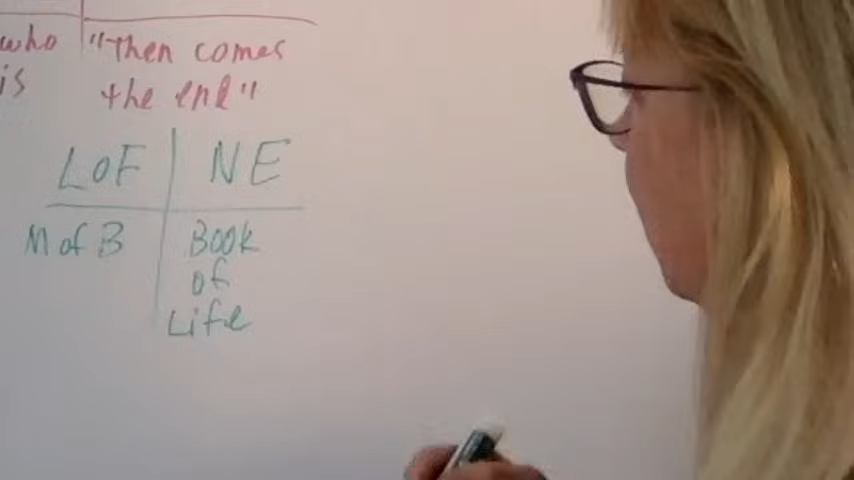 who "Then comes
is the end"
LoF NE
M of B Book
of
Life